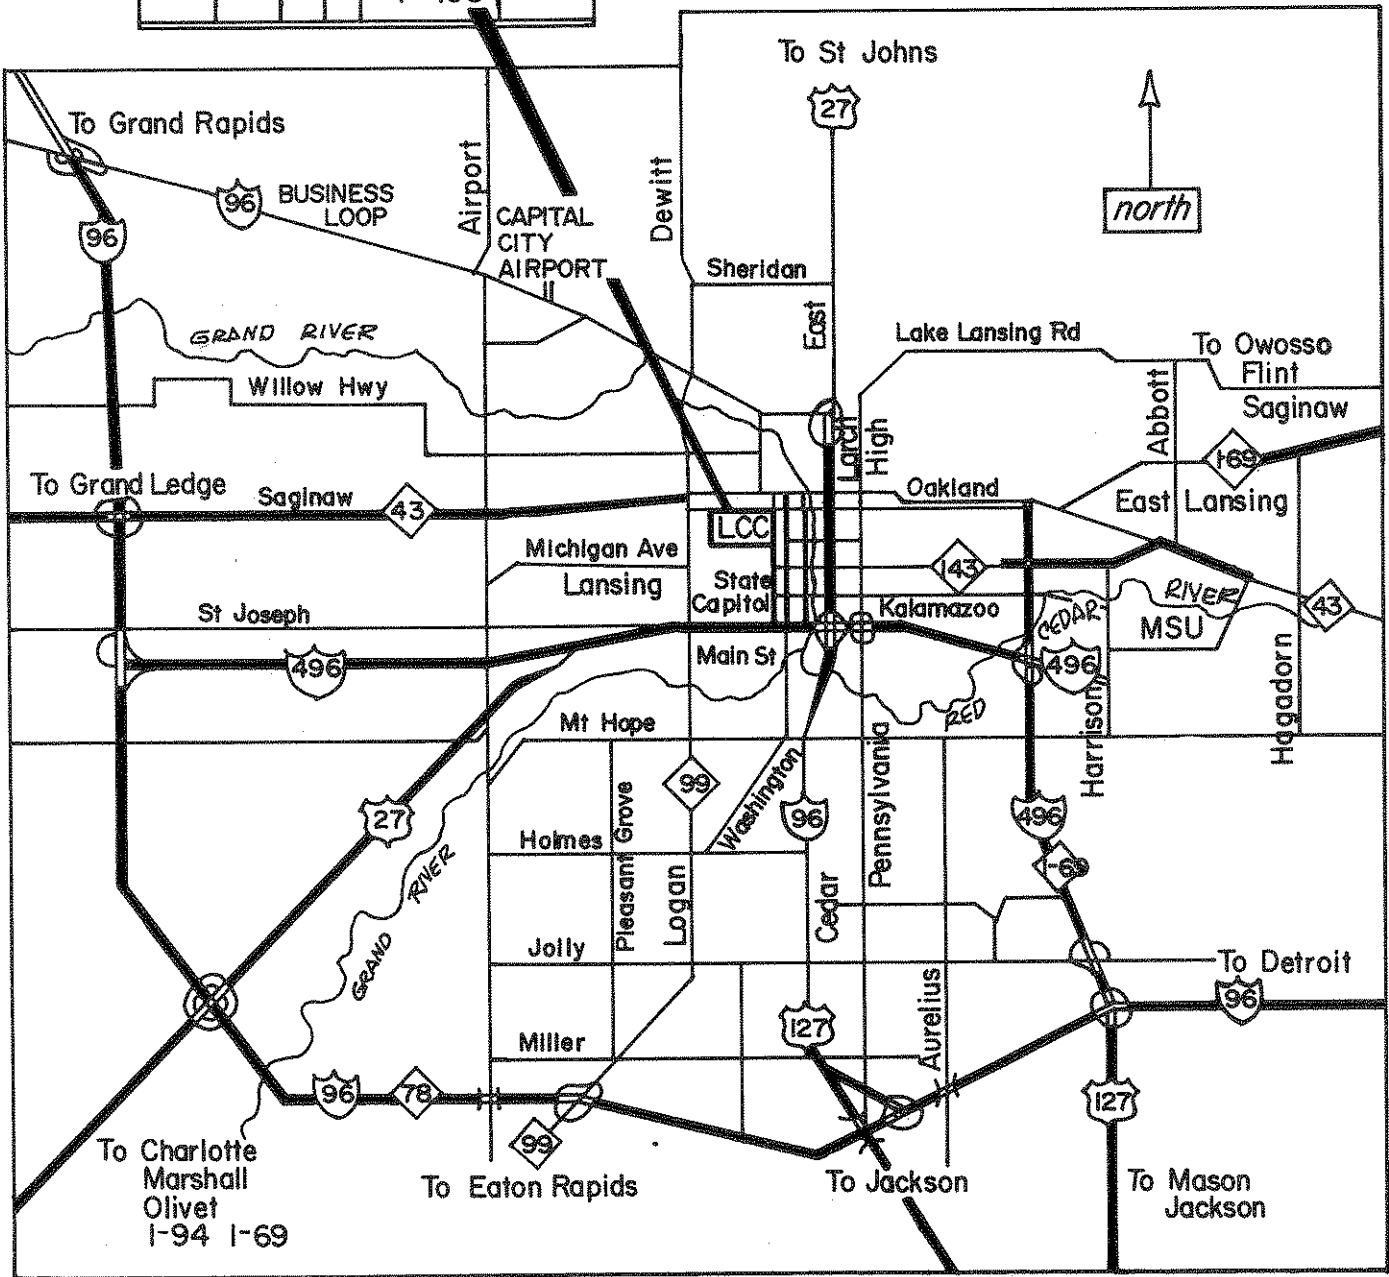 To St Johns
27
To Grand Rapids
96
BUSINESS
LOOP
96
Airport
CAPITAL
CITY
AIRPORT
Dewitt
north
Sheridan
East
GRAND RIVER
Lake Lansing Rd
To Owosso
Flint
Saginaw
Willow Hwy
Abbott
Larch
High
I-69
To Grand Ledge
Saginaw
43
Oakland
East Lansing
LCC
Michigan Ave
Lansing
State
Capitol
143
Kalamazoo
CEDAR
RIVER
MSU
43
St Joseph
496
Main St
496
RED
Harrison
Hagadorn
Mt Hope
99
Washington
96
Pennsylvania
496
27
Pleasant Grove
Holmes
I-69
GRAND RIVER
Logan
Cedar
Jolly
To Detroit
96
Aurelius
127
Miller
96
78
99
127
To Charlotte
Marshall
Olivet
I-94 I-69
To Eaton Rapids
To Jackson
To Mason
Jackson